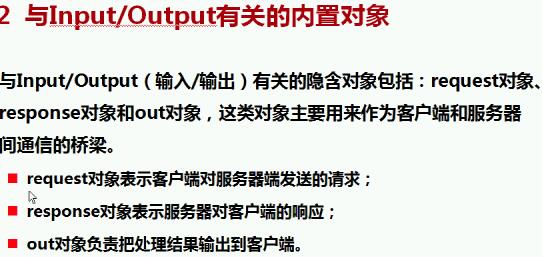 2 与Input/Output有关的内置对象
与Input/Output（输入/输出）有关的隐含对象包括：request对象、
response对象和out对象，这类对象主要用来作为客户端和服务器
间通信的桥梁。
request对象表示客户端对服务器端发送的请求；
response对象表示服务器对客户端的响应；
out对象负责把处理结果输出到客户端。